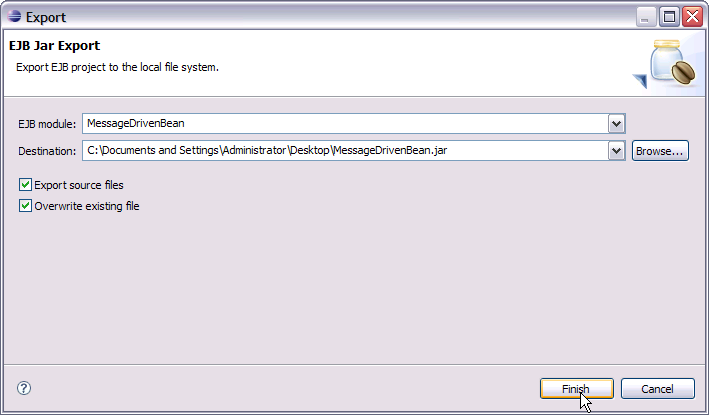 Export
EJB Jar Export
Export EJB project to the local file system.
EJB module: MessageDrivenBean
Destination: C:\Documents and Settings\Administrator\Desktop\MessageDrivenBean.jar Browse...
Export source files
Overwrite existing file
? Finish Cancel